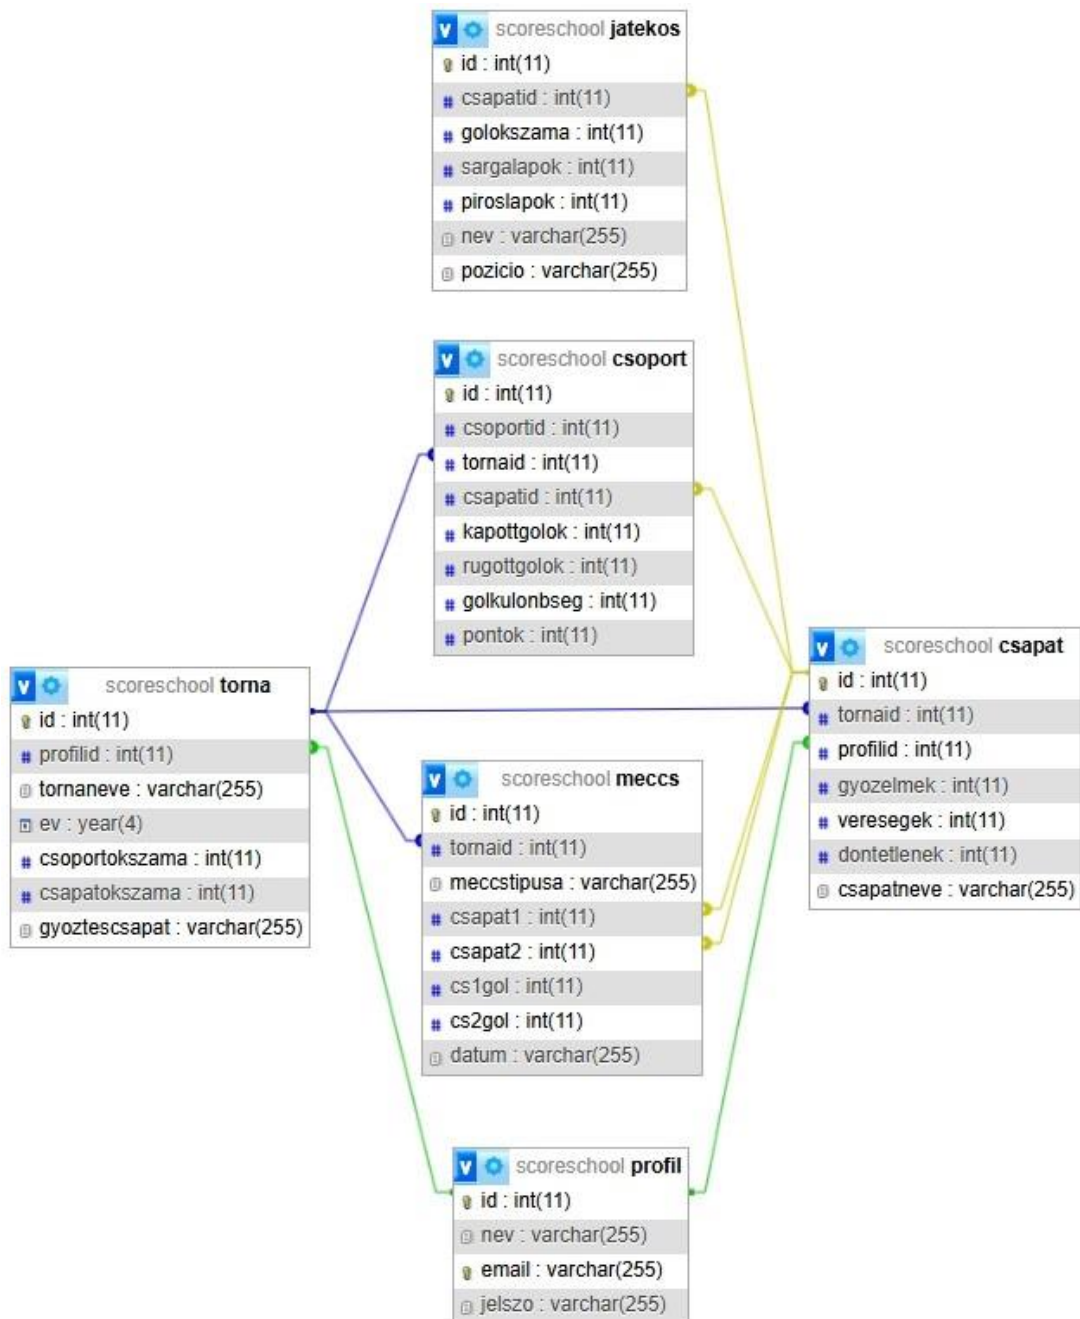 scoreschool jatekos
id : int(11)
csapatid : int(11)
golokszama : int(11)
sargalapok : int(11)
piroslapok : int(11)
nev : varchar(255)
pozicio : varchar(255)
scoreschool csoport
id : int(11)
csoportid : int(11)
tornaid : int(11)
csapatid : int(11)
kapottgolok : int(11)
rugottgolok : int(11)
golkulonbseg : int(11)
pontok : int(11)
scoreschool torna
id : int(11)
profilid : int(11)
tornaneve : varchar(255)
ev : year(4)
csoportokszama : int(11)
csapatokszama : int(11)
gyoztescsapat : varchar(255)
scoreschool meccs
id : int(11)
tornaid : int(11)
meccstipusa : varchar(255)
csapat1 : int(11)
csapat2 : int(11)
cs1gol : int(11)
cs2gol : int(11)
datum : varchar(255)
scoreschool csapat
id : int(11)
tornaid : int(11)
profilid : int(11)
gyozelmek : int(11)
veresegek : int(11)
dontetlenek : int(11)
csapatneve : varchar(255)
scoreschool profil
id : int(11)
nev : varchar(255)
email : varchar(255)
jelszo : varchar(255)